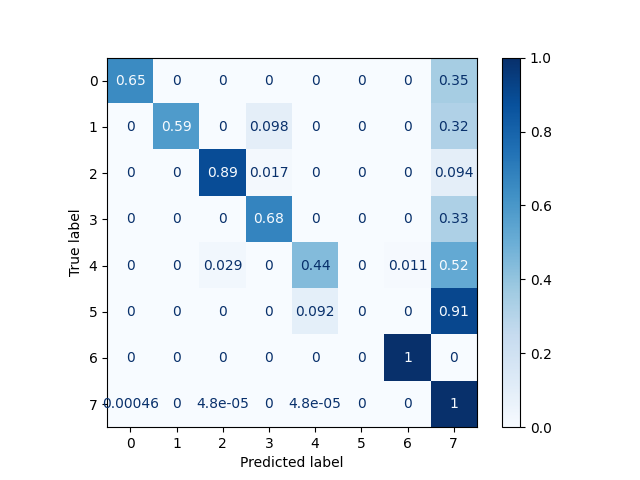 0 0.65 0 0 0 0 0 0 0.35
1 0 0.59 0 0.098 0 0 0 0.32
2 0 0 0.89 0.017 0 0 0 0.094
3 0 0 0 0.68 0 0 0 0.33
4 0 0 0.029 0 0.44 0 0.011 0.52
5 0 0 0 0 0.092 0 0 0.91
6 0 0 0 0 0 0 1 0
7 0.00046 0 4.8e-05 0 4.8e-05 0 0 1
0 1 2 3 4 5 6 7
Predicted label
True label
1.0
0.8
0.6
0.4
0.2
0.0